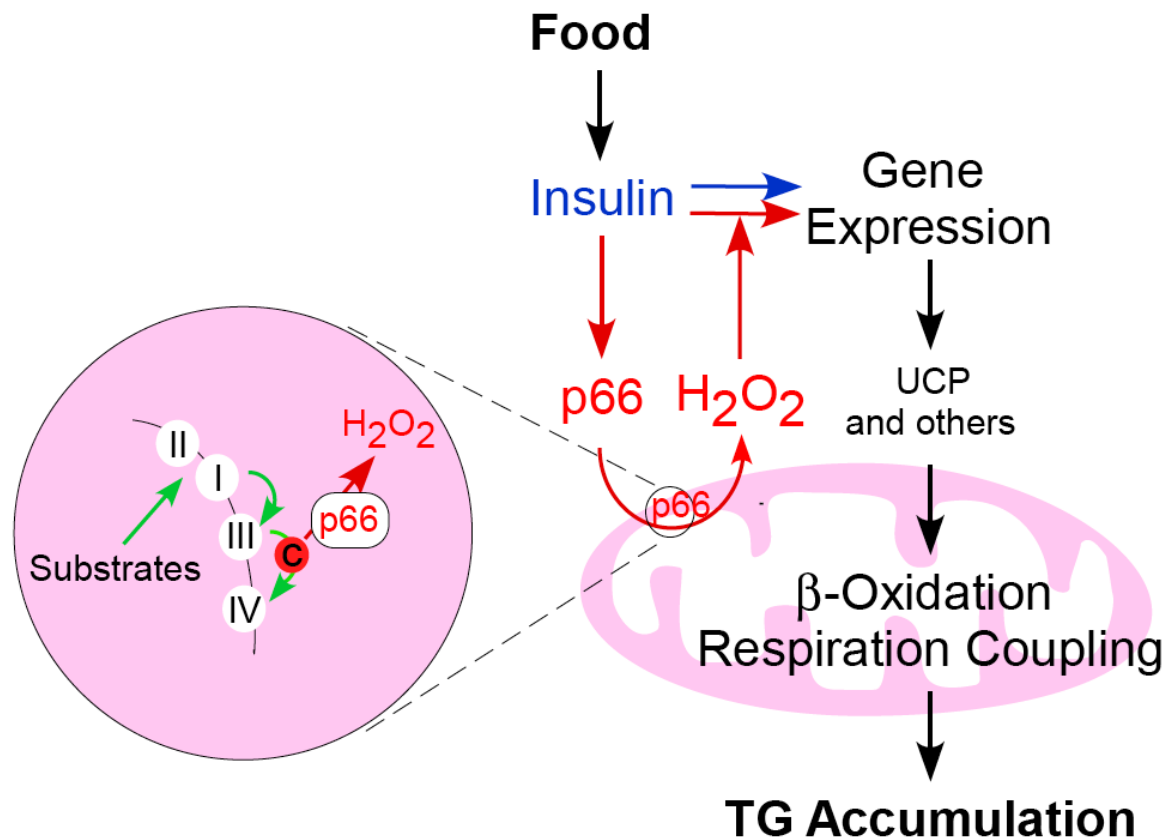 Food
Insulin
Gene
Expression
p66
H2O2
UCP
and others
p66
β-Oxidation
Respiration Coupling
TG Accumulation
H2O2
II
I
p66
III
C
Substrates
IV